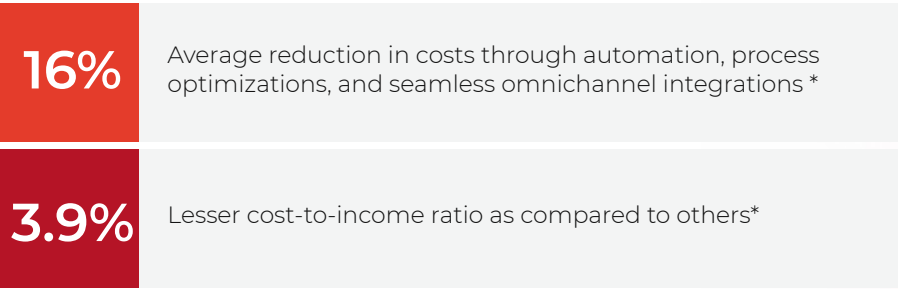 16%
Average reduction in costs through automation, process
optimizations, and seamless omnichannel integrations *
3.9%
Lesser cost-to-income ratio as compared to others*